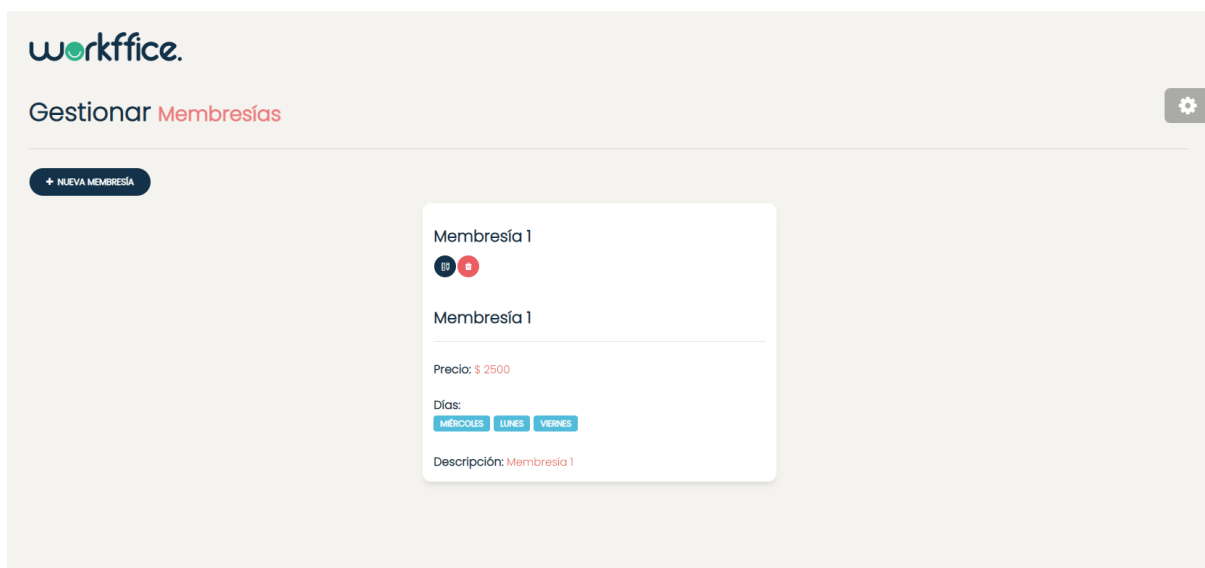 workffice.
Gestionar Membresías
+ NUEVA MEMBRESÍA
Membresía 1
Membresía 1
Precio: $ 2500
Días:
MIÉRCOLES LUNES VIERNES
Descripción: Membresía 1